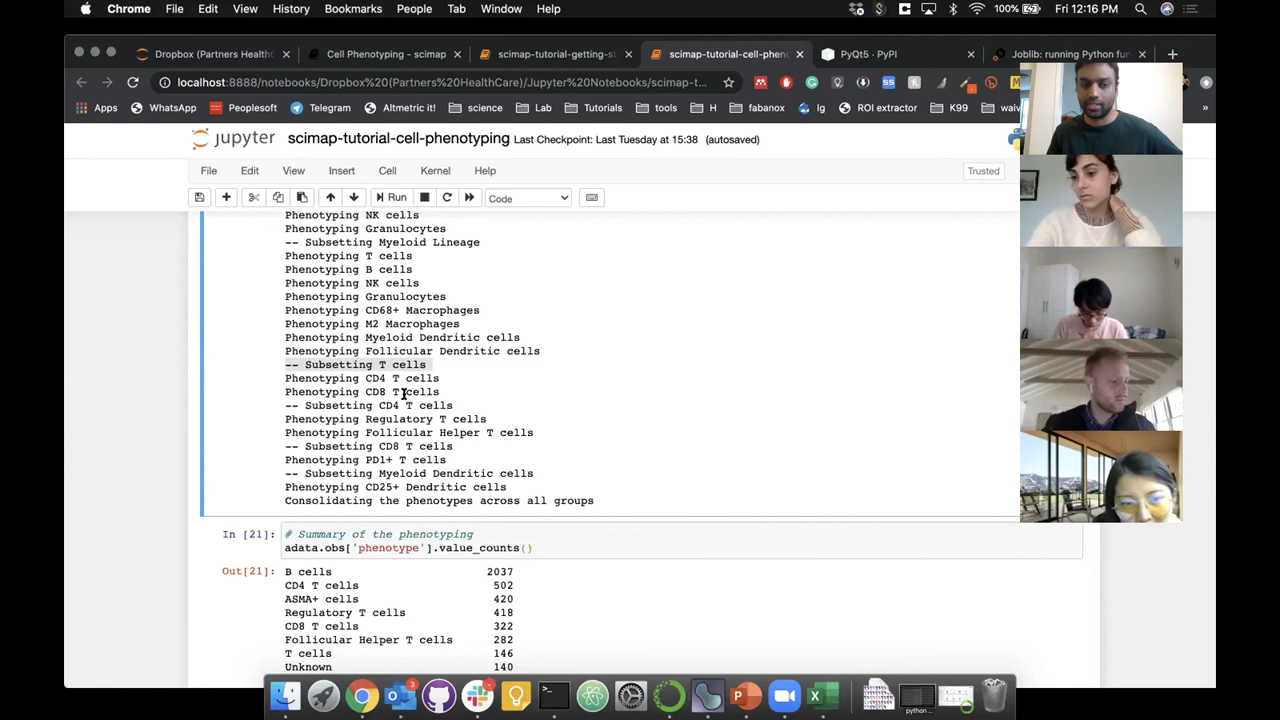 Chrome File Edit View History Bookmarks People Tab Window Help 100% Fri 12:16 PM
Dropbox (Partners Health Cell Phenotyping - scimap scimap-tutorial-getting-st scimap-tutorial-cell-phen PyQt5 · PyPI Joblib: running Python fun
localhost:8888/notebooks/Dropbox%20(Partners%20HealthCare)/Jupyter%20Notebooks/scimap-t...
Apps WhatsApp Peoplesoft Telegram Altmetric it! science Lab Tutorials tools H fabanox Ig ROI extractor K99 waiv »
jupyter scimap-tutorial-cell-phenotyping Last Checkpoint: Last Tuesday at 15:38 (autosaved)
File Edit View Insert Cell Kernel Help Trusted
Run Code
Phenotyping NK cells
Phenotyping Granulocytes
-- Subsetting Myeloid Lineage
Phenotyping T cells
Phenotyping B cells
Phenotyping NK cells
Phenotyping Granulocytes
Phenotyping CD68+ Macrophages
Phenotyping M2 Macrophages
Phenotyping Myeloid Dendritic cells
Phenotyping Follicular Dendritic cells
-- Subsetting T cells
Phenotyping CD4 T cells
Phenotyping CD8 T cells
-- Subsetting CD4 T cells
Phenotyping Regulatory T cells
Phenotyping Follicular Helper T cells
-- Subsetting CD8 T cells
Phenotyping PD1+ T cells
-- Subsetting Myeloid Dendritic cells
Phenotyping CD25+ Dendritic cells
Consolidating the phenotypes across all groups
In [21]: # Summary of the phenotyping
adata.obs['phenotype'].value_counts()
Out[21]: B cells 2037
CD4 T cells 502
ASMA+ cells 420
Regulatory T cells 418
CD8 T cells 322
Follicular Helper T cells 282
T cells 146
Unknown 140
3
python ...